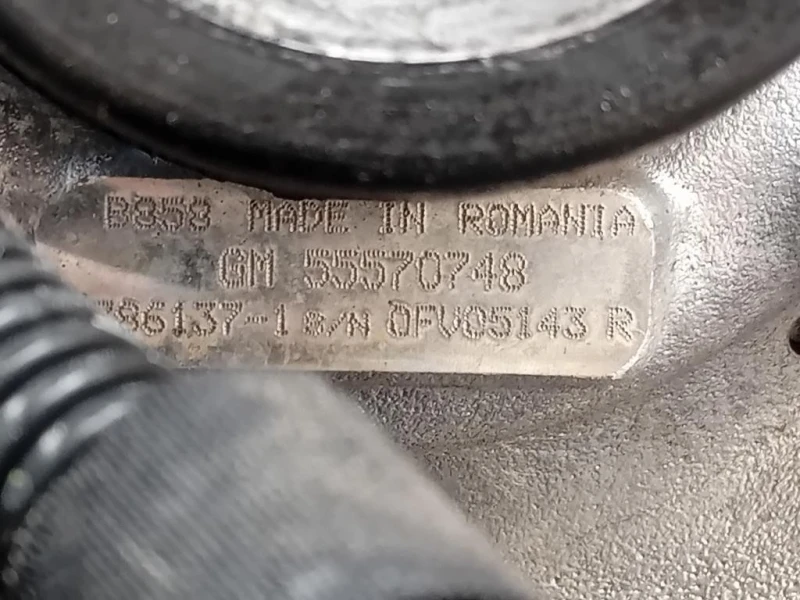 B858 MADE IN ROMANIA
GM 55570748
786137-1 S/N 0FV05143 R